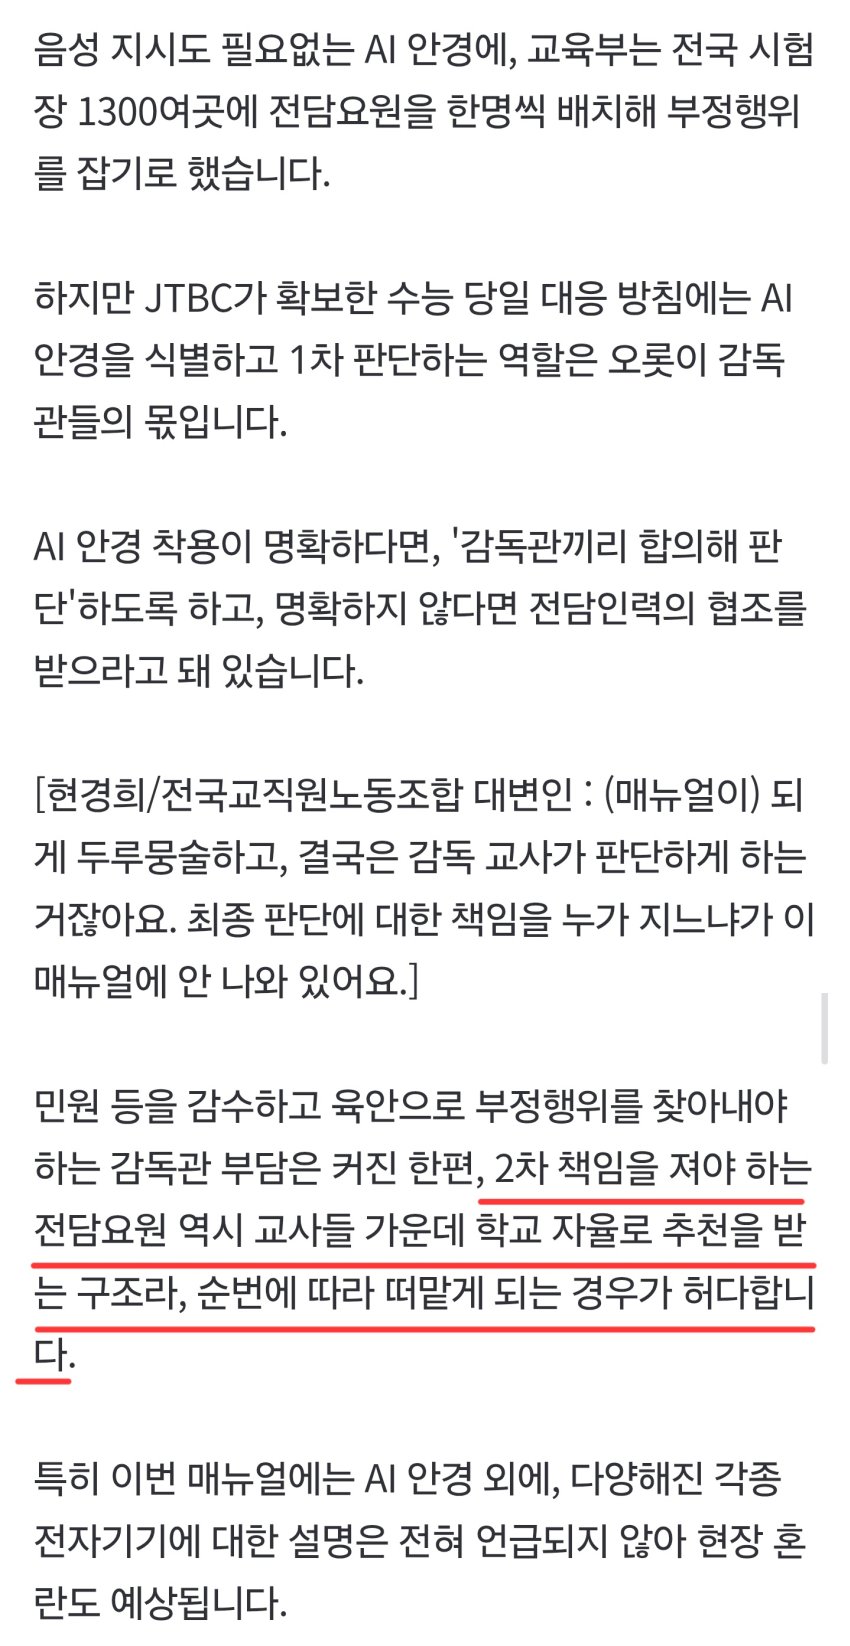 음성 지시도 필요없는 AI 안경에, 교육부는 전국 시험
장 1300여곳에 전담요원을 한명씩 배치해 부정행위
를 잡기로 했습니다.
하지만 JTBC가 확보한 수능 당일 대응 방침에는 AI
안경을 식별하고 1차 판단하는 역할은 오롯이 감독
관들의 몫입니다.
AI 안경 착용이 명확하다면, '감독관끼리 합의해 판
단'하도록 하고, 명확하지 않다면 전담인력의 협조를
받으라고 돼 있습니다.
[현경희/전국교직원노동조합 대변인 : (매뉴얼이) 되
게 두루뭉술하고, 결국은 감독 교사가 판단하게 하는
거잖아요. 최종 판단에 대한 책임을 누가 지느냐가 이
매뉴얼에 안 나와 있어요.]
민원 등을 감수하고 육안으로 부정행위를 찾아내야
하는 감독관 부담은 커진 한편, 2차 책임을 져야 하는
전담요원 역시 교사들 가운데 학교 자율로 추천을 받
는 구조라, 순번에 따라 떠맡게 되는 경우가 허다합니
다.
특히 이번 매뉴얼에는 AI 안경 외에, 다양해진 각종
전자기기에 대한 설명은 전혀 언급되지 않아 현장 혼
란도 예상됩니다.